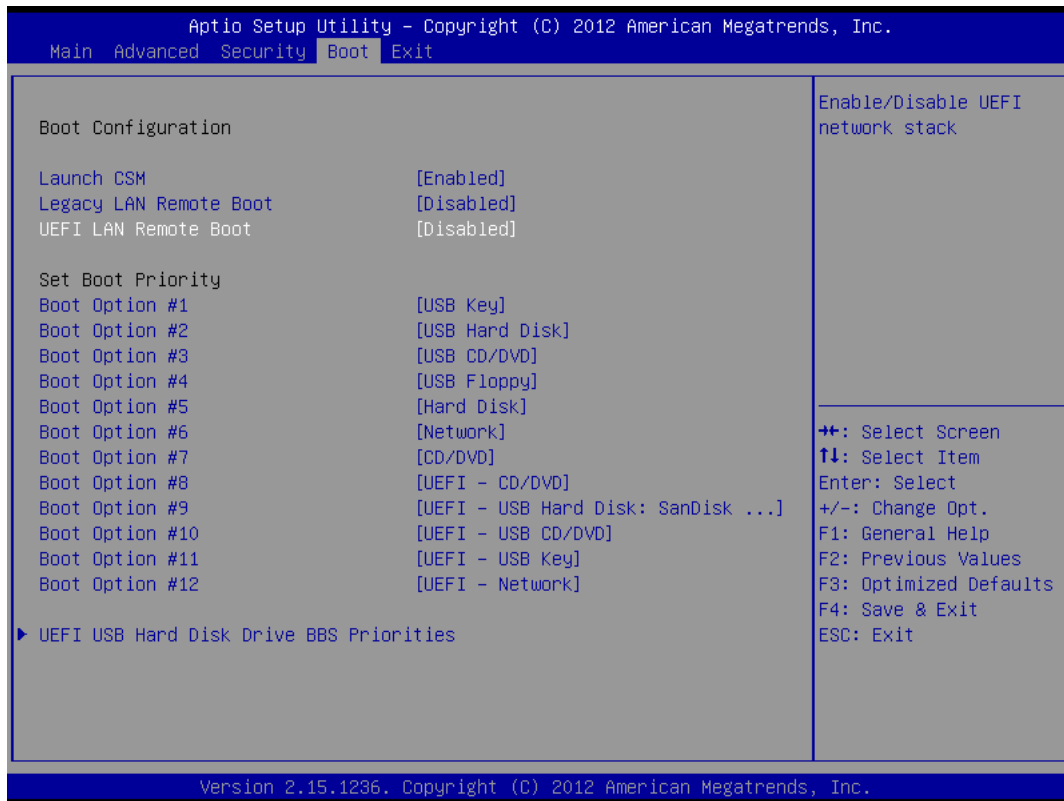 Aptio Setup Utility – Copyright (C) 2012 American Megatrends, Inc.
Main Advanced Security Boot Exit
Boot Configuration
Launch CSM [Enabled]
Legacy LAN Remote Boot [Disabled]
UEFI LAN Remote Boot [Disabled]
Set Boot Priority
Boot Option #1 [USB Key]
Boot Option #2 [USB Hard Disk]
Boot Option #3 [USB CD/DVD]
Boot Option #4 [USB Floppy]
Boot Option #5 [Hard Disk]
Boot Option #6 [Network]
Boot Option #7 [CD/DVD]
Boot Option #8 [UEFI – CD/DVD]
Boot Option #9 [UEFI – USB Hard Disk: SanDisk ...]
Boot Option #10 [UEFI – USB CD/DVD]
Boot Option #11 [UEFI – USB Key]
Boot Option #12 [UEFI – Network]
▶ UEFI USB Hard Disk Drive BBS Priorities
Enable/Disable UEFI
network stack
→←: Select Screen
↑↓: Select Item
Enter: Select
+/–: Change Opt.
F1: General Help
F2: Previous Values
F3: Optimized Defaults
F4: Save & Exit
ESC: Exit
Version 2.15.1236. Copyright (C) 2012 American Megatrends, Inc.